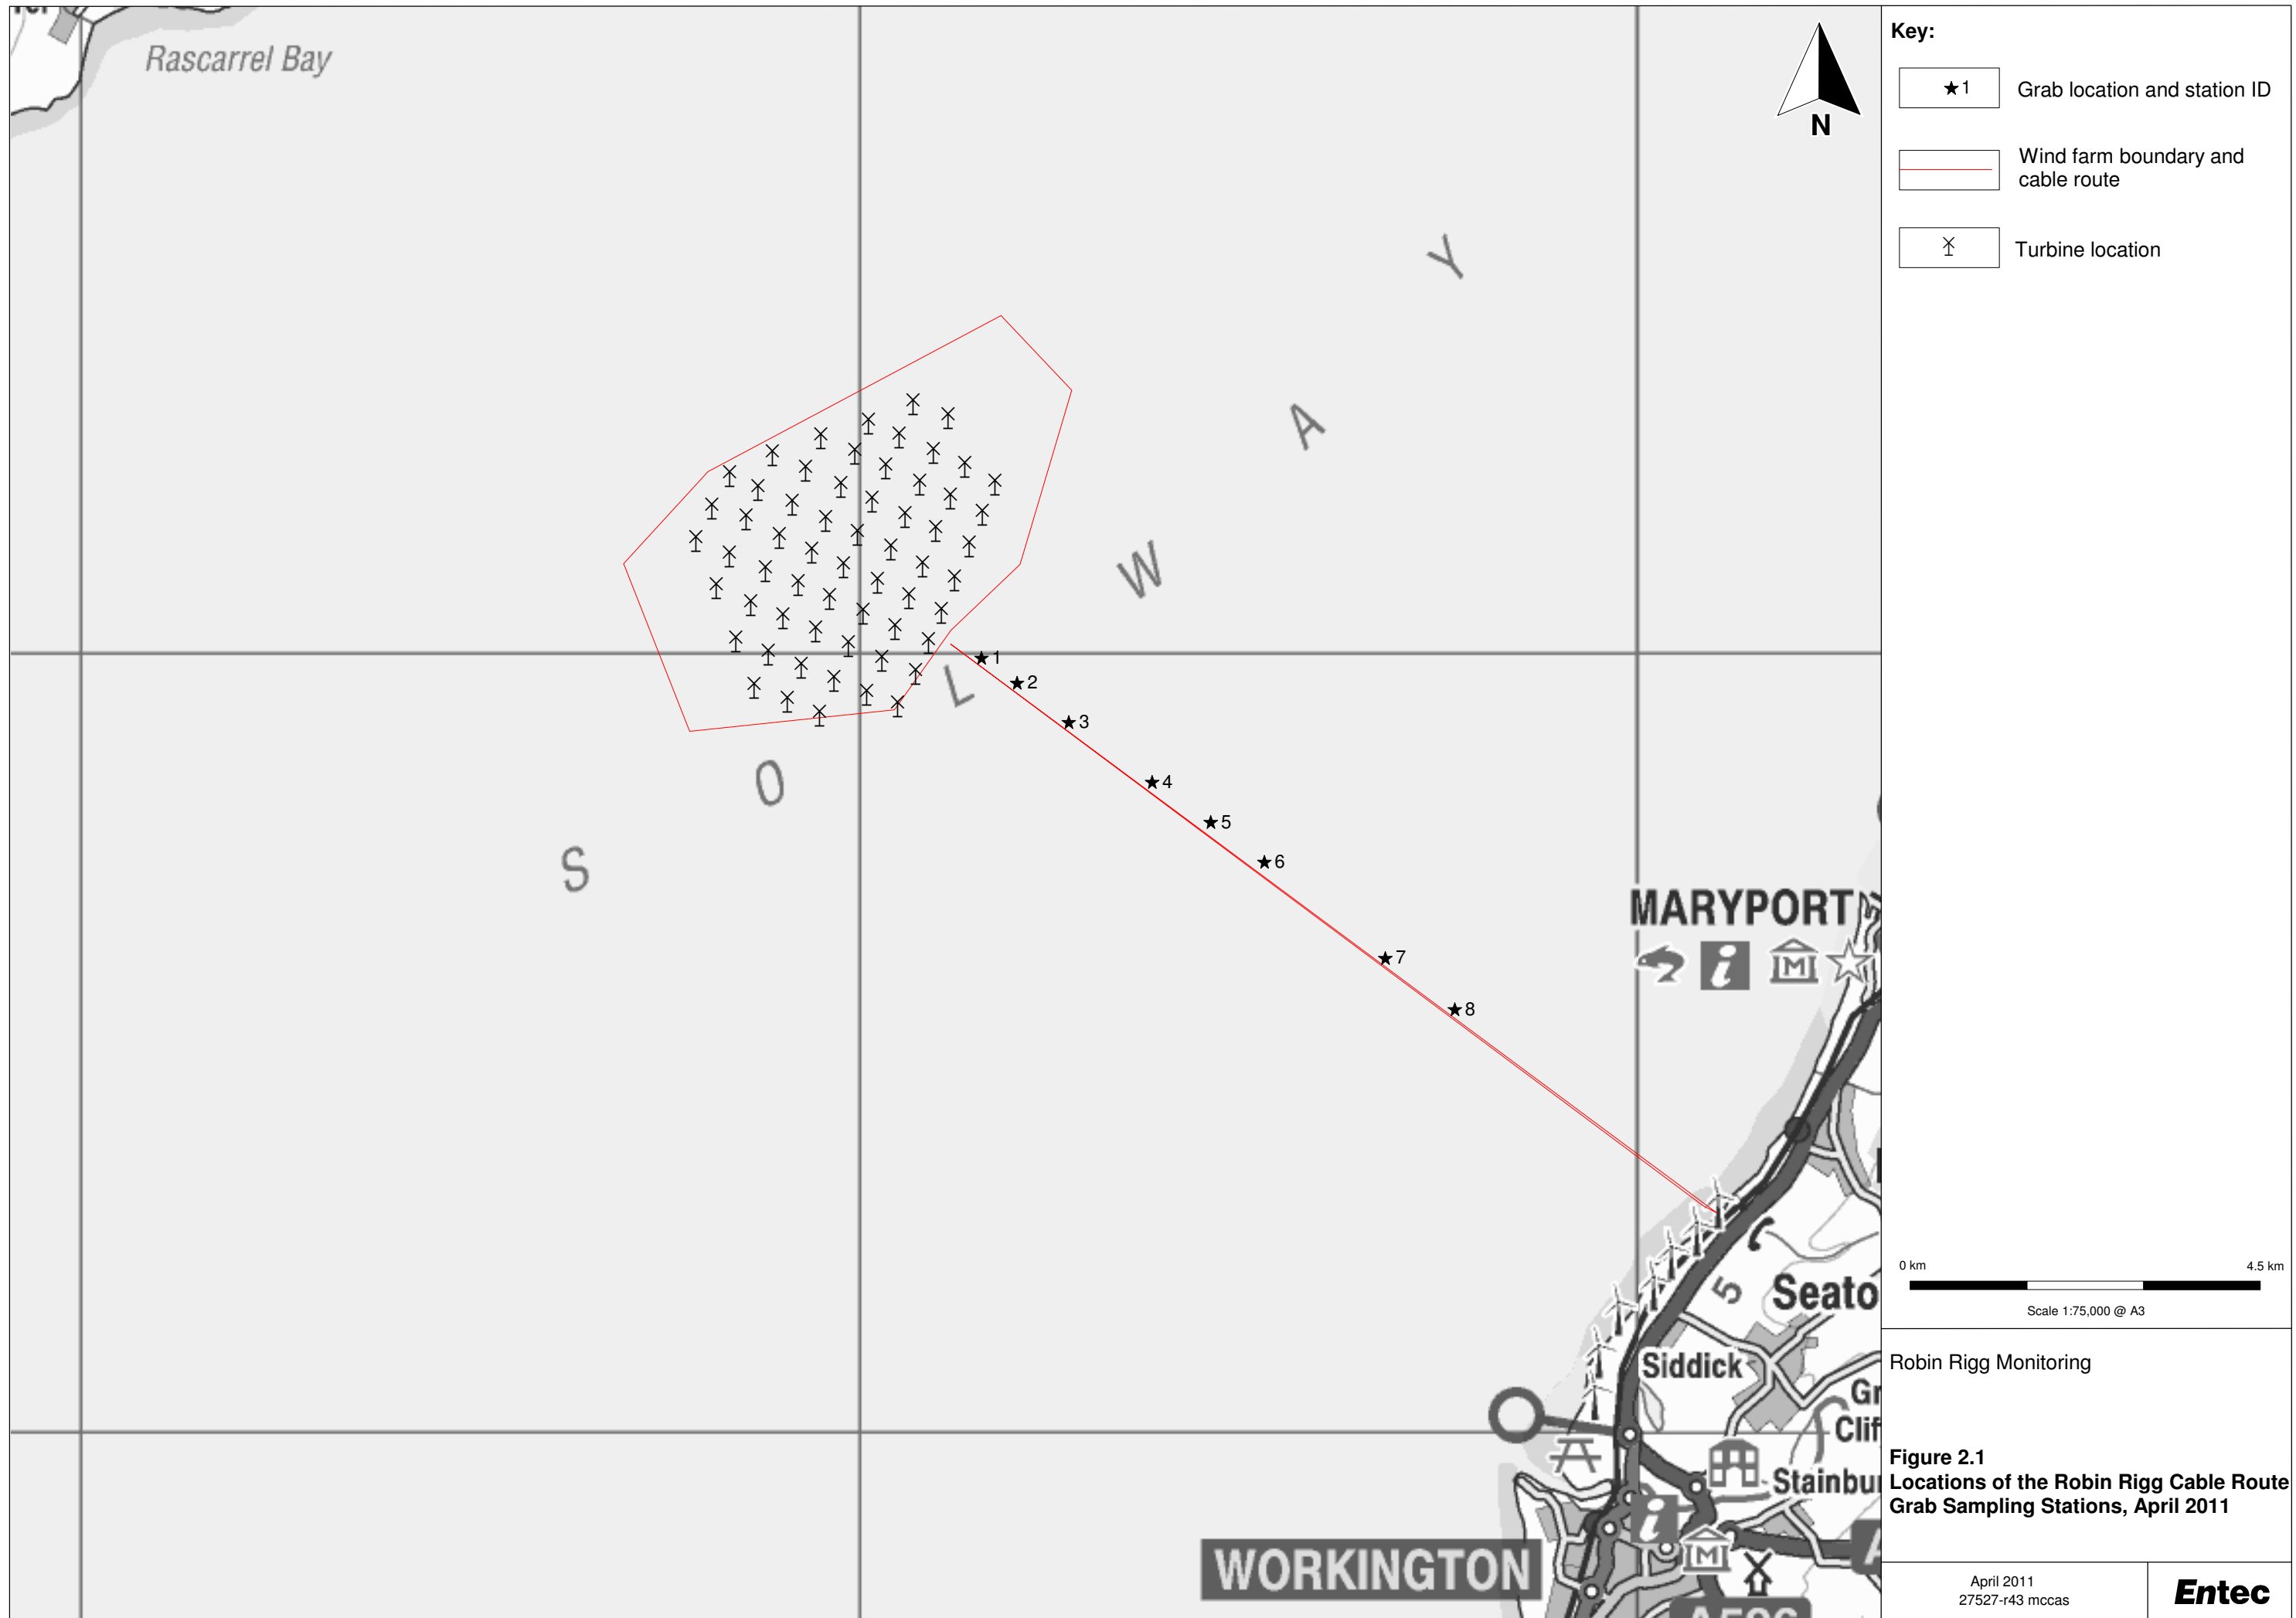 Rascarrel Bay
N
Y
A
W
L
O
S
1
2
3
4
5
6
7
8
MARYPORT
i
M
5
Siddick
WORKINGTON
i
M
Key:
1 Grab location and station ID
Wind farm boundary and
cable route
Turbine location
0 km 4.5 km
Scale 1:75,000 @ A3
Robin Rigg Monitoring
Figure 2.1
Locations of the Robin Rigg Cable Route
Grab Sampling Stations, April 2011
April 2011
27527-r43 mccas
Entec